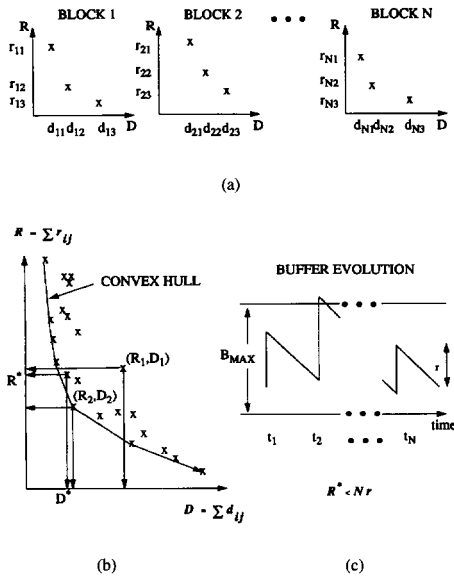 BLOCK 1
BLOCK 2
BLOCK N
R
r11
r12
r13
d11 d12 d13 D
R
r21
r22
r23
d21 d22 d23 D
R
rN1
rN2
rN3
dN1 dN2 dN3 D
(a)
R = ∑ rij
CONVEX HULL
(R1,D1)
R*
(R2,D2)
D*
D = ∑ dij
(b)
BUFFER EVOLUTION
BMAX
r
time
t1 t2 tN
R* < N r
(c)